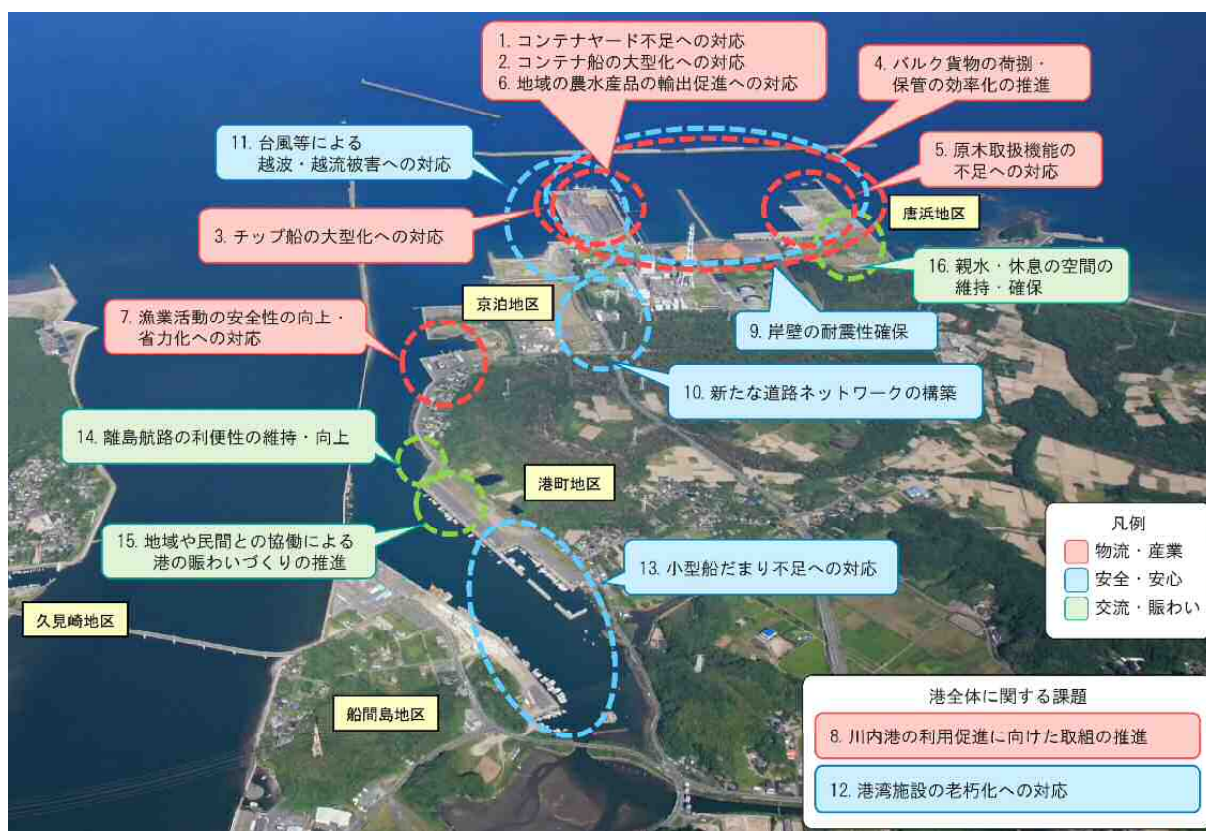 1. コンテナヤード不足への対応
2. コンテナ船の大型化への対応
6. 地域の農水産品の輸出促進への対応
4. バルク貨物の荷捌・
保管の効率化の推進
11. 台風等による
越波・越流被害への対応
5. 原木取扱機能の
不足への対応
唐浜地区
3. チップ船の大型化への対応
16. 親水・休息の空間の
維持・確保
京泊地区
7. 漁業活動の安全性の向上・
省力化への対応
9. 岸壁の耐震性確保
10. 新たな道路ネットワークの構築
14. 離島航路の利便性の維持・向上
港町地区
15. 地域や民間との協働による
港の賑わいづくりの推進
13. 小型船だまり不足への対応
凡例
物流・産業
安全・安心
交流・賑わい
久見崎地区
船間島地区
港全体に関する課題
8. 川内港の利用促進に向けた取組の推進
12. 港湾施設の老朽化への対応